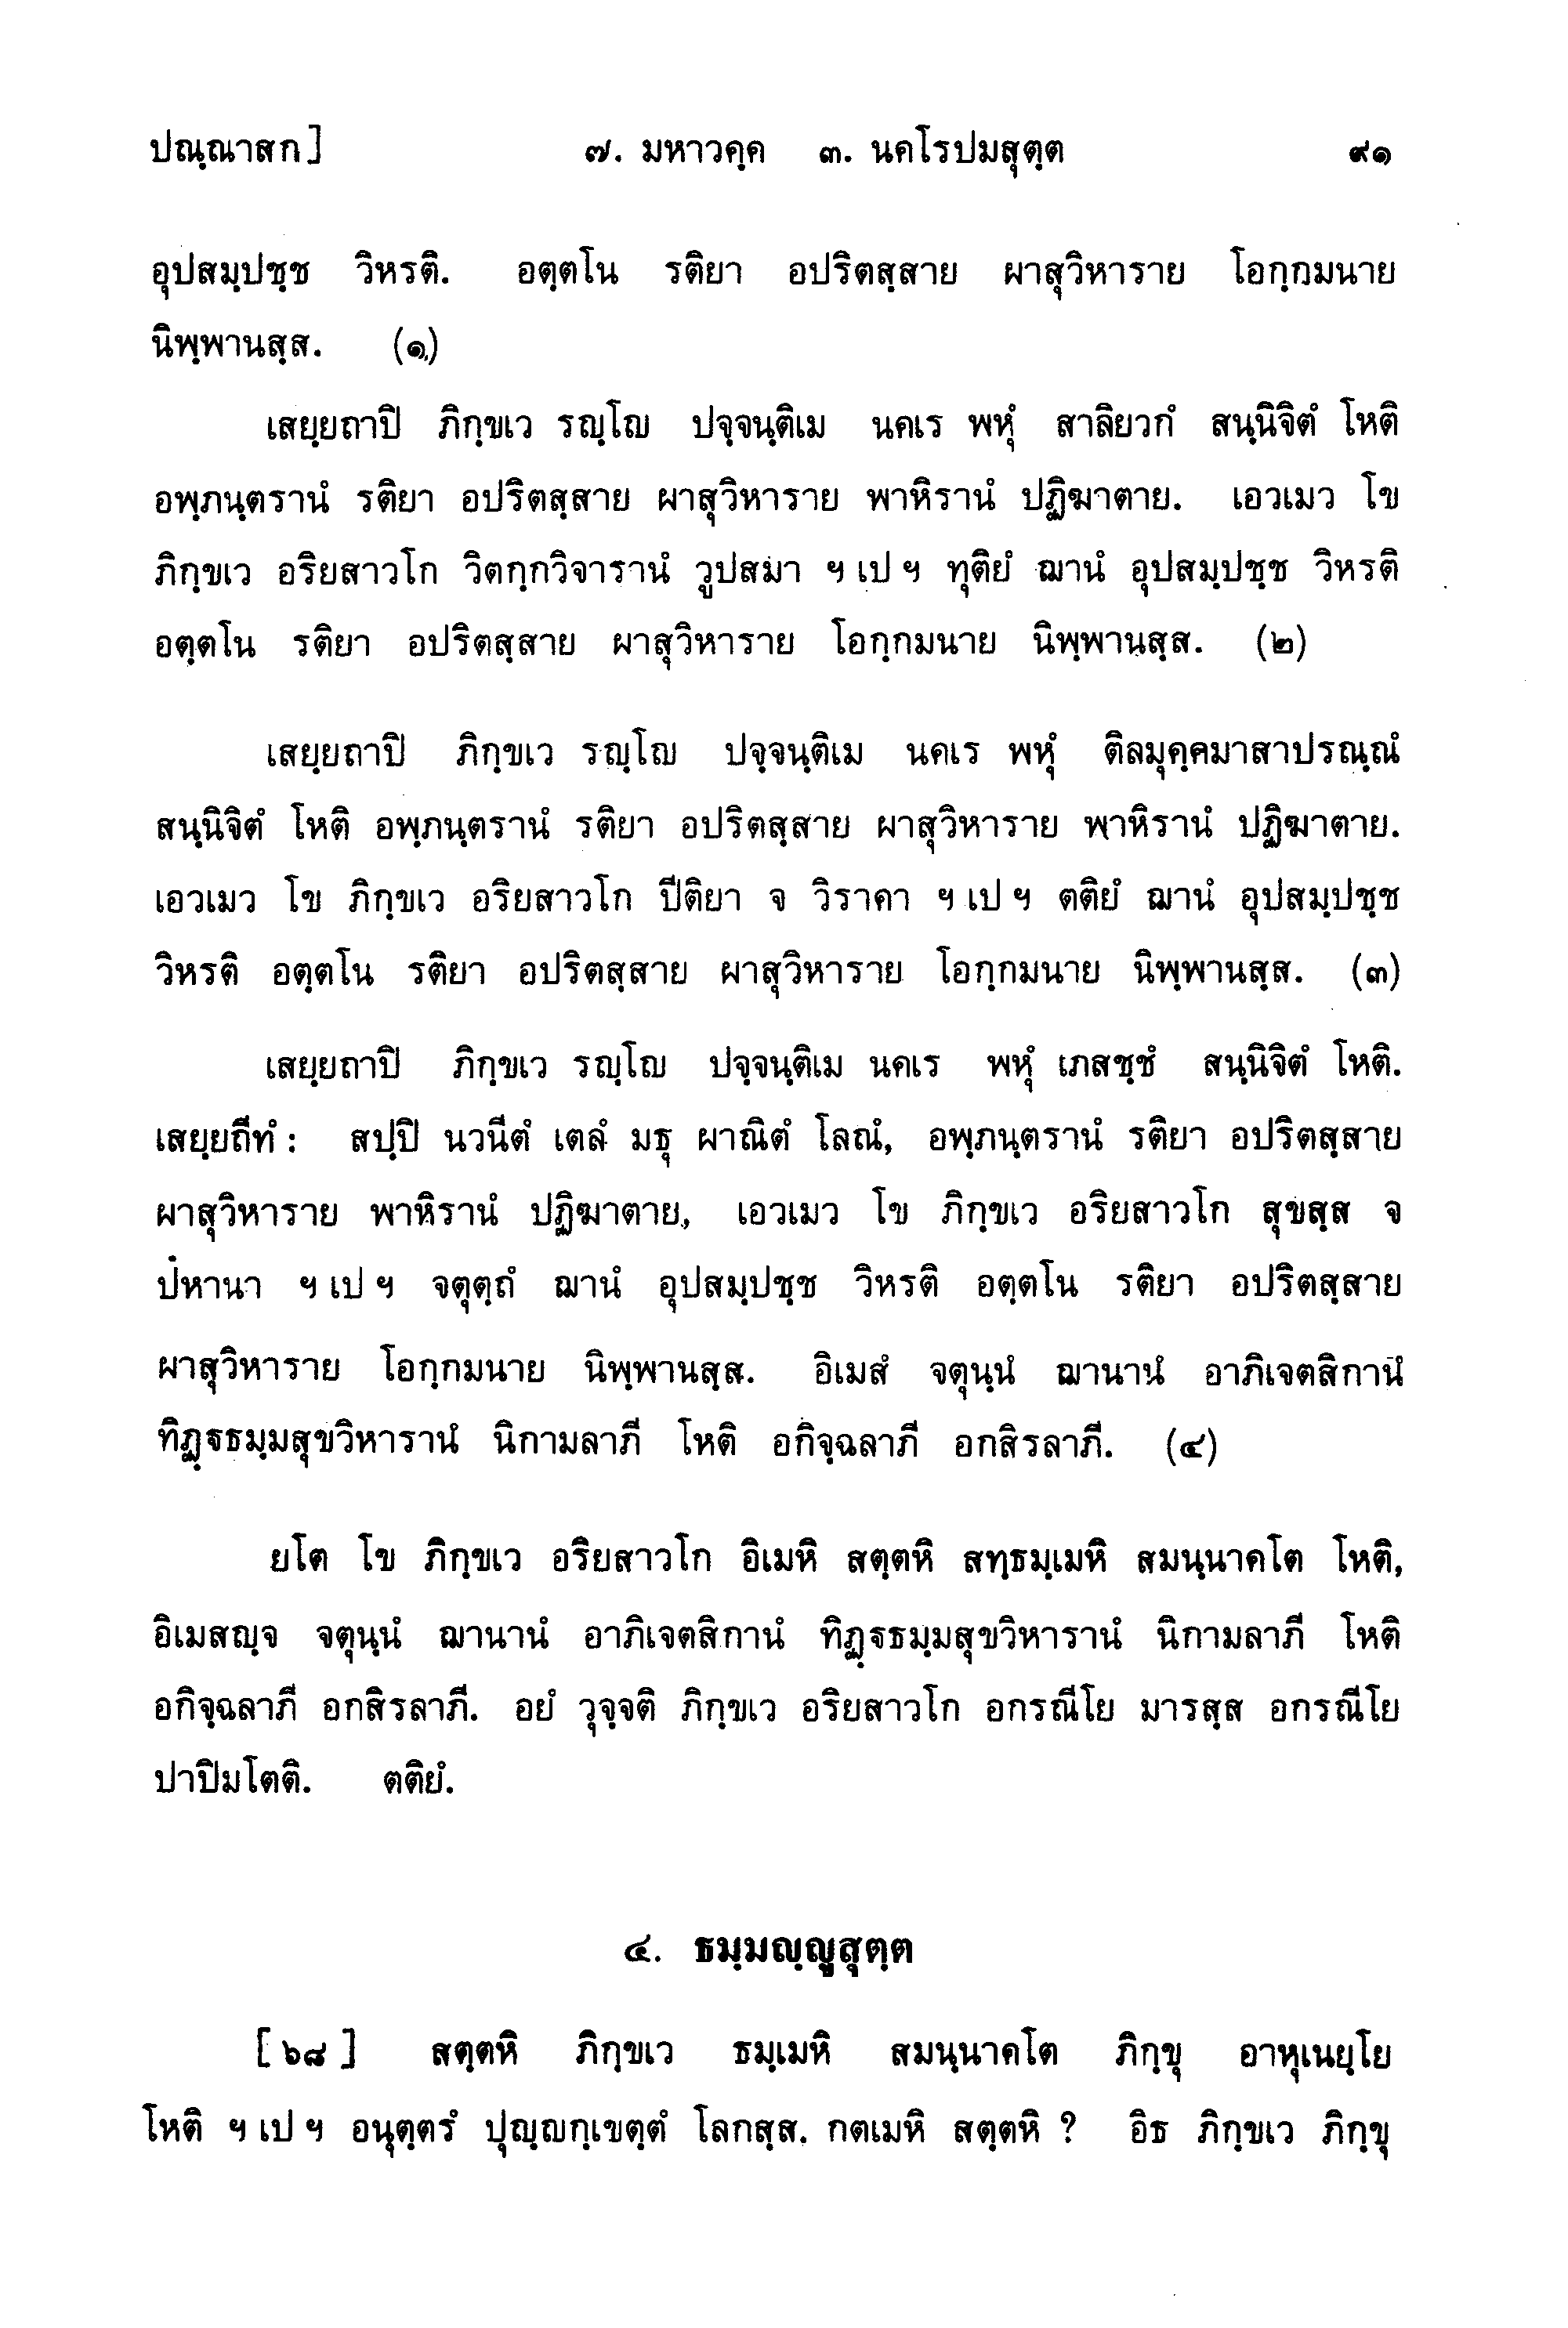 ปณฺณาสก] ๗. มหาวคฺค ๓. นคโรปมสุตฺต ๙๑
อุปสมฺปชฺช วิหรติ. อตฺตโน รติยา อปริตสฺสาย ผาสุวิหาราย โอกฺกมนาย
นิพฺพานสฺส. (๑)
เสยฺยถาปิ ภิกฺขเว รญฺโญ ปจฺจนฺติเม นคเร พหุํ สาลิยวกํ สนฺนิจิตํ โหติ
อพฺภนฺตรานํ รติยา อปริตสฺสาย ผาสุวิหาราย พาหิรานํ ปฏิฆาตาย. เอวเมว โข
ภิกฺขเว อริยสาวโก วิตกฺกวิจารานํ วูปสมา ฯ เป ฯ ทุติยํ ฌานํ อุปสมฺปชฺช วิหรติ
อตฺตโน รติยา อปริตสฺสาย ผาสุวิหาราย โอกฺกมนาย นิพฺพานสฺส. (๒)
เสยฺยถาปิ ภิกฺขเว รญฺโญ ปจฺจนฺติเม นคเร พหุํ ติลมุคฺคมาสาปรณฺณํ
สนฺนิจิตํ โหติ อพฺภนฺตรานํ รติยา อปริตสฺสาย ผาสุวิหาราย พาหิรานํ ปฏิฆาตาย.
เอวเมว โข ภิกฺขเว อริยสาวโก ปีติยา จ วิราคา ฯ เป ฯ ตติยํ ฌานํ อุปสมฺปชฺช
วิหรติ อตฺตโน รติยา อปริตสฺสาย ผาสุวิหาราย โอกฺกมนาย นิพฺพานสฺส. (๓)
เสยฺยถาปิ ภิกฺขเว รญฺโญ ปจฺจนฺติเม นคเร พหุํ เภสชฺชํ สนฺนิจิตํ โหติ.
เสยฺยถีทํ : สปฺปิ นวนีตํ เตลํ มธุ ผาณิตํ โลณํ, อพฺภนฺตรานํ รติยา อปริตสฺสาย
ผาสุวิหาราย พาหิรานํ ปฏิฆาตาย, เอวเมว โข ภิกฺขเว อริยสาวโก สุขสฺส จ
ปหานา ฯ เป ฯ จตุตฺถํ ฌานํ อุปสมฺปชฺช วิหรติ อตฺตโน รติยา อปริตสฺสาย
ผาสุวิหาราย โอกฺกมนาย นิพฺพานสฺส. อิเมสํ จตุนฺนํ ฌานานํ อาภิเจตสิกานํ
ทิฏฺฐธมฺมสุขวิหารานํ นิกามลาภี โหติ อกิจฺฉลาภี อกสิรลาภี. (๔)
ยโต โข ภิกฺขเว อริยสาวโก อิเมหิ สตฺตหิ สทฺธมฺเมหิ สมนฺนาคโต โหติ,
อิเมสญฺจ จตุนฺนํ ฌานานํ อาภิเจตสิกานํ ทิฏฺฐธมฺมสุขวิหารานํ นิกามลาภี โหติ
อกิจฺฉลาภี อกสิรลาภี. อยํ วุจฺจติ ภิกฺขเว อริยสาวโก อกรณีโย มารสฺส อกรณีโย
ปาปิมโตติ. ตติยํ.
๔. ธมฺมญฺญูสุตฺต
[ ๖๘ ] สตฺตหิ ภิกฺขเว ธมฺเมหิ สมนฺนาคโต ภิกฺขุ อาหุเนยฺโย
โหติ ฯ เป ฯ อนุตฺตรํ ปุญฺญกฺเขตฺตํ โลกสฺส. กตเมหิ สตฺตหิ ? อิธ ภิกฺขเว ภิกฺขุ